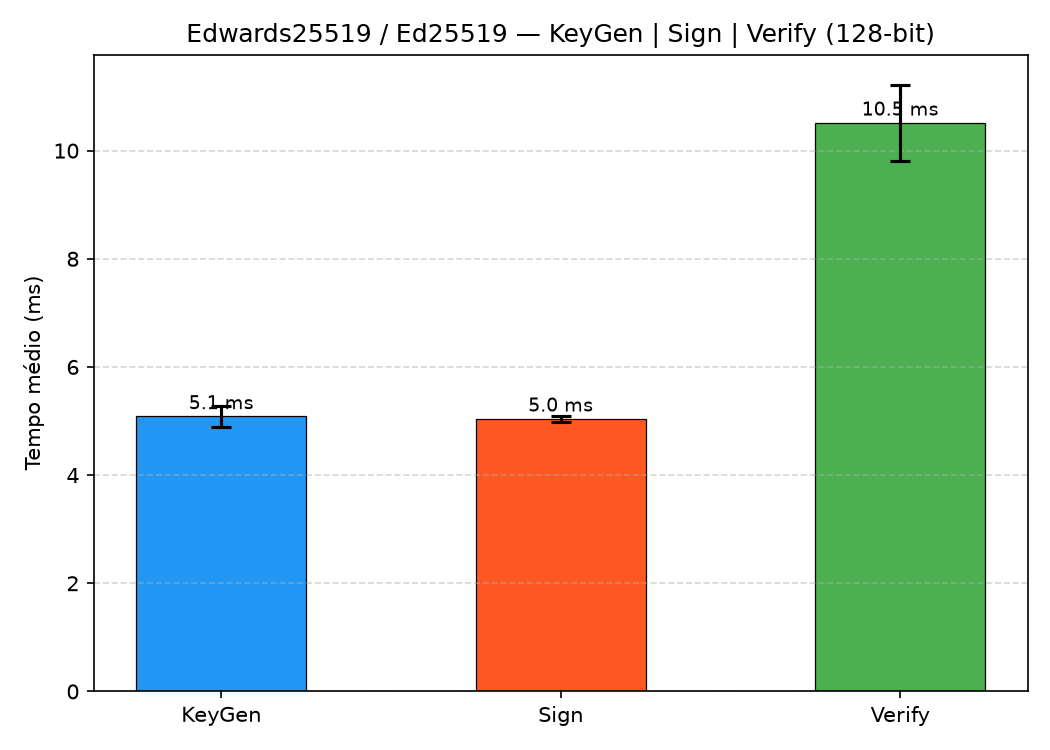 Edwards25519 / Ed25519 — KeyGen | Sign | Verify (128-bit)
Tempo médio (ms)
10
8
6
4
2
0
5.1 ms
5.0 ms
10.5 ms
KeyGen
Sign
Verify